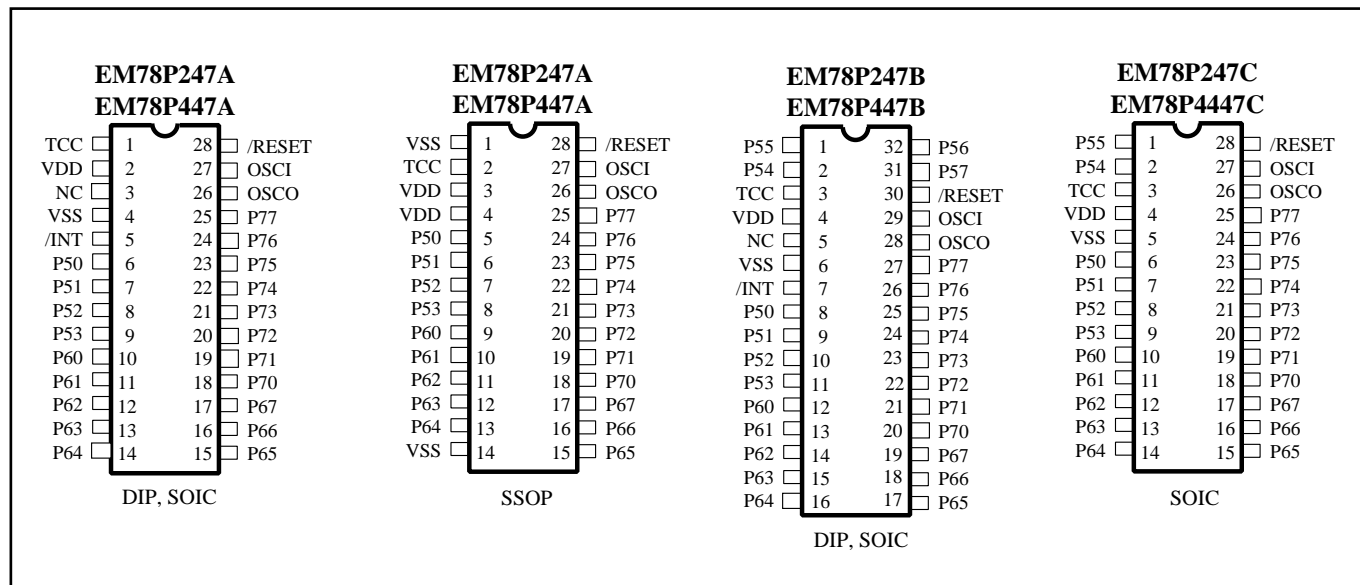 EM78P247A
EM78P447A
TCC 1 28 /RESET
VDD 2 27 OSCI
NC 3 26 OSCO
VSS 4 25 P77
/INT 5 24 P76
P50 6 23 P75
P51 7 22 P74
P52 8 21 P73
P53 9 20 P72
P60 10 19 P71
P61 11 18 P70
P62 12 17 P67
P63 13 16 P66
P64 14 15 P65
DIP, SOIC
EM78P247A
EM78P447A
VSS 1 28 /RESET
TCC 2 27 OSCI
VDD 3 26 OSCO
VDD 4 25 P77
P50 5 24 P76
P51 6 23 P75
P52 7 22 P74
P53 8 21 P73
P60 9 20 P72
P61 10 19 P71
P62 11 18 P70
P63 12 17 P67
P64 13 16 P66
VSS 14 15 P65
SSOP
EM78P247B
EM78P447B
P55 1 32 P56
P54 2 31 P57
TCC 3 30 /RESET
VDD 4 29 OSCI
NC 5 28 OSCO
VSS 6 27 P77
/INT 7 26 P76
P50 8 25 P75
P51 9 24 P74
P52 10 23 P73
P53 11 22 P72
P60 12 21 P71
P61 13 20 P70
P62 14 19 P67
P63 15 18 P66
P64 16 17 P65
DIP, SOIC
EM78P247C
EM78P4447C
P55 1 28 /RESET
P54 2 27 OSCI
TCC 3 26 OSCO
VDD 4 25 P77
VSS 5 24 P76
P50 6 23 P75
P51 7 22 P74
P52 8 21 P73
P53 9 20 P72
P60 10 19 P71
P61 11 18 P70
P62 12 17 P67
P63 13 16 P66
P64 14 15 P65
SOIC